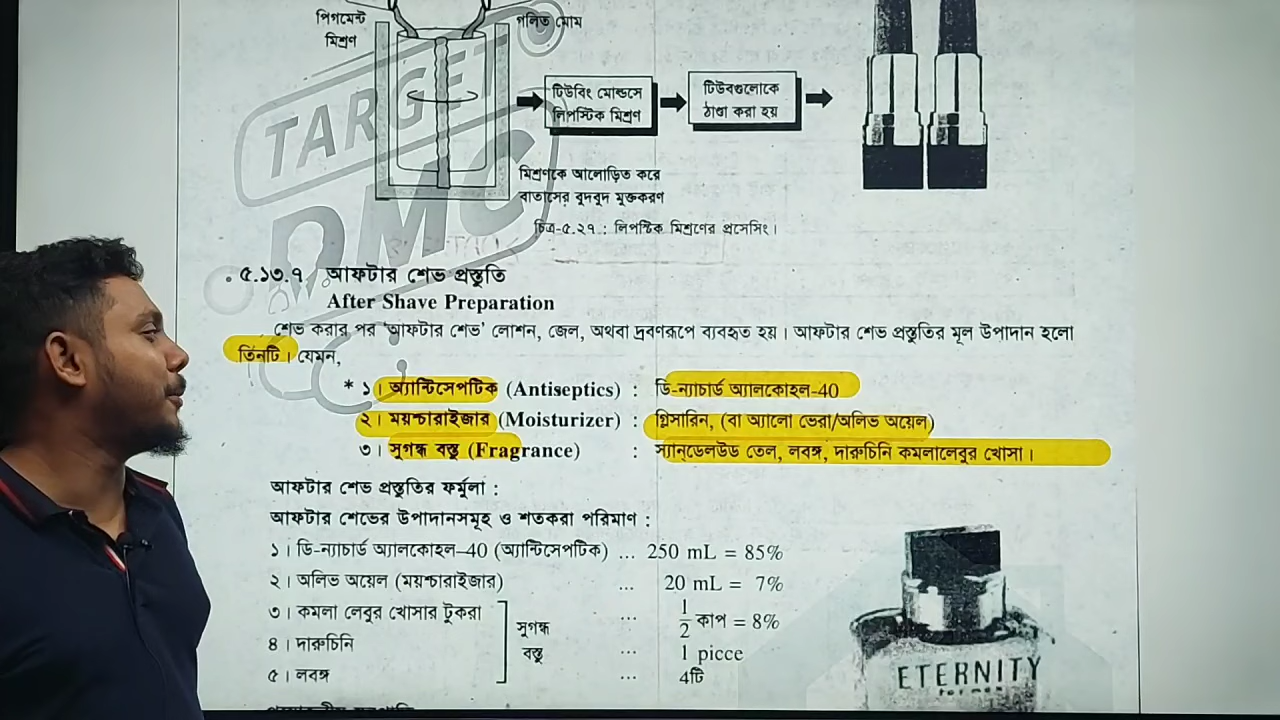 পিগমেন্ট
মিশ্রণ
গলিত মোম
টিউবিং মোল্ডসে
লিপস্টিক মিশ্রণ
টিউবগুলোকে
ঠাণ্ডা করা হয়
মিশ্রণকে আলোড়িত করে
বাতাসের বুদবুদ মুক্তকরণ
চিত্র-৫.২৭ : লিপস্টিক মিশ্রণের প্রসেসিং।
TARGET
DMC
৫.১৩.৭ আফটার শেভ প্রস্তুতি
After Shave Preparation
শেভ করার পর 'আফটার শেভ' লোশন, জেল, অথবা দ্রবণরূপে ব্যবহৃত হয়। আফটার শেভ প্রস্তুতির মূল উপাদান হলো
তিনটি। যেমন,
* ১। অ্যান্টিসেপটিক (Antiseptics) : ডি-ন্যাচার্ড অ্যালকোহল-40
২। ময়শ্চারাইজার (Moisturizer) : গ্লিসারিন, (বা অ্যালো ভেরা/অলিভ অয়েল)
৩। সুগন্ধ বস্তু (Fragrance) : স্যান্ডেলউড তেল, লবঙ্গ, দারুচিনি কমলালেবুর খোসা।
আফটার শেভ প্রস্তুতির ফর্মুলা :
আফটার শেভের উপাদানসমূহ ও শতকরা পরিমাণ :
১। ডি-ন্যাচার্ড অ্যালকোহল–40 (অ্যান্টিসেপটিক) ... 250 mL = 85%
২। অলিভ অয়েল (ময়শ্চারাইজার) ... 20 mL = 7%
৩। কমলা লেবুর খোসার টুকরা ... 1/2 কাপ = 8%
সুগন্ধ
৪। দারুচিনি ... 1 picce
বস্তু
৫। লবঙ্গ ... 4টি
ETERNITY
for men